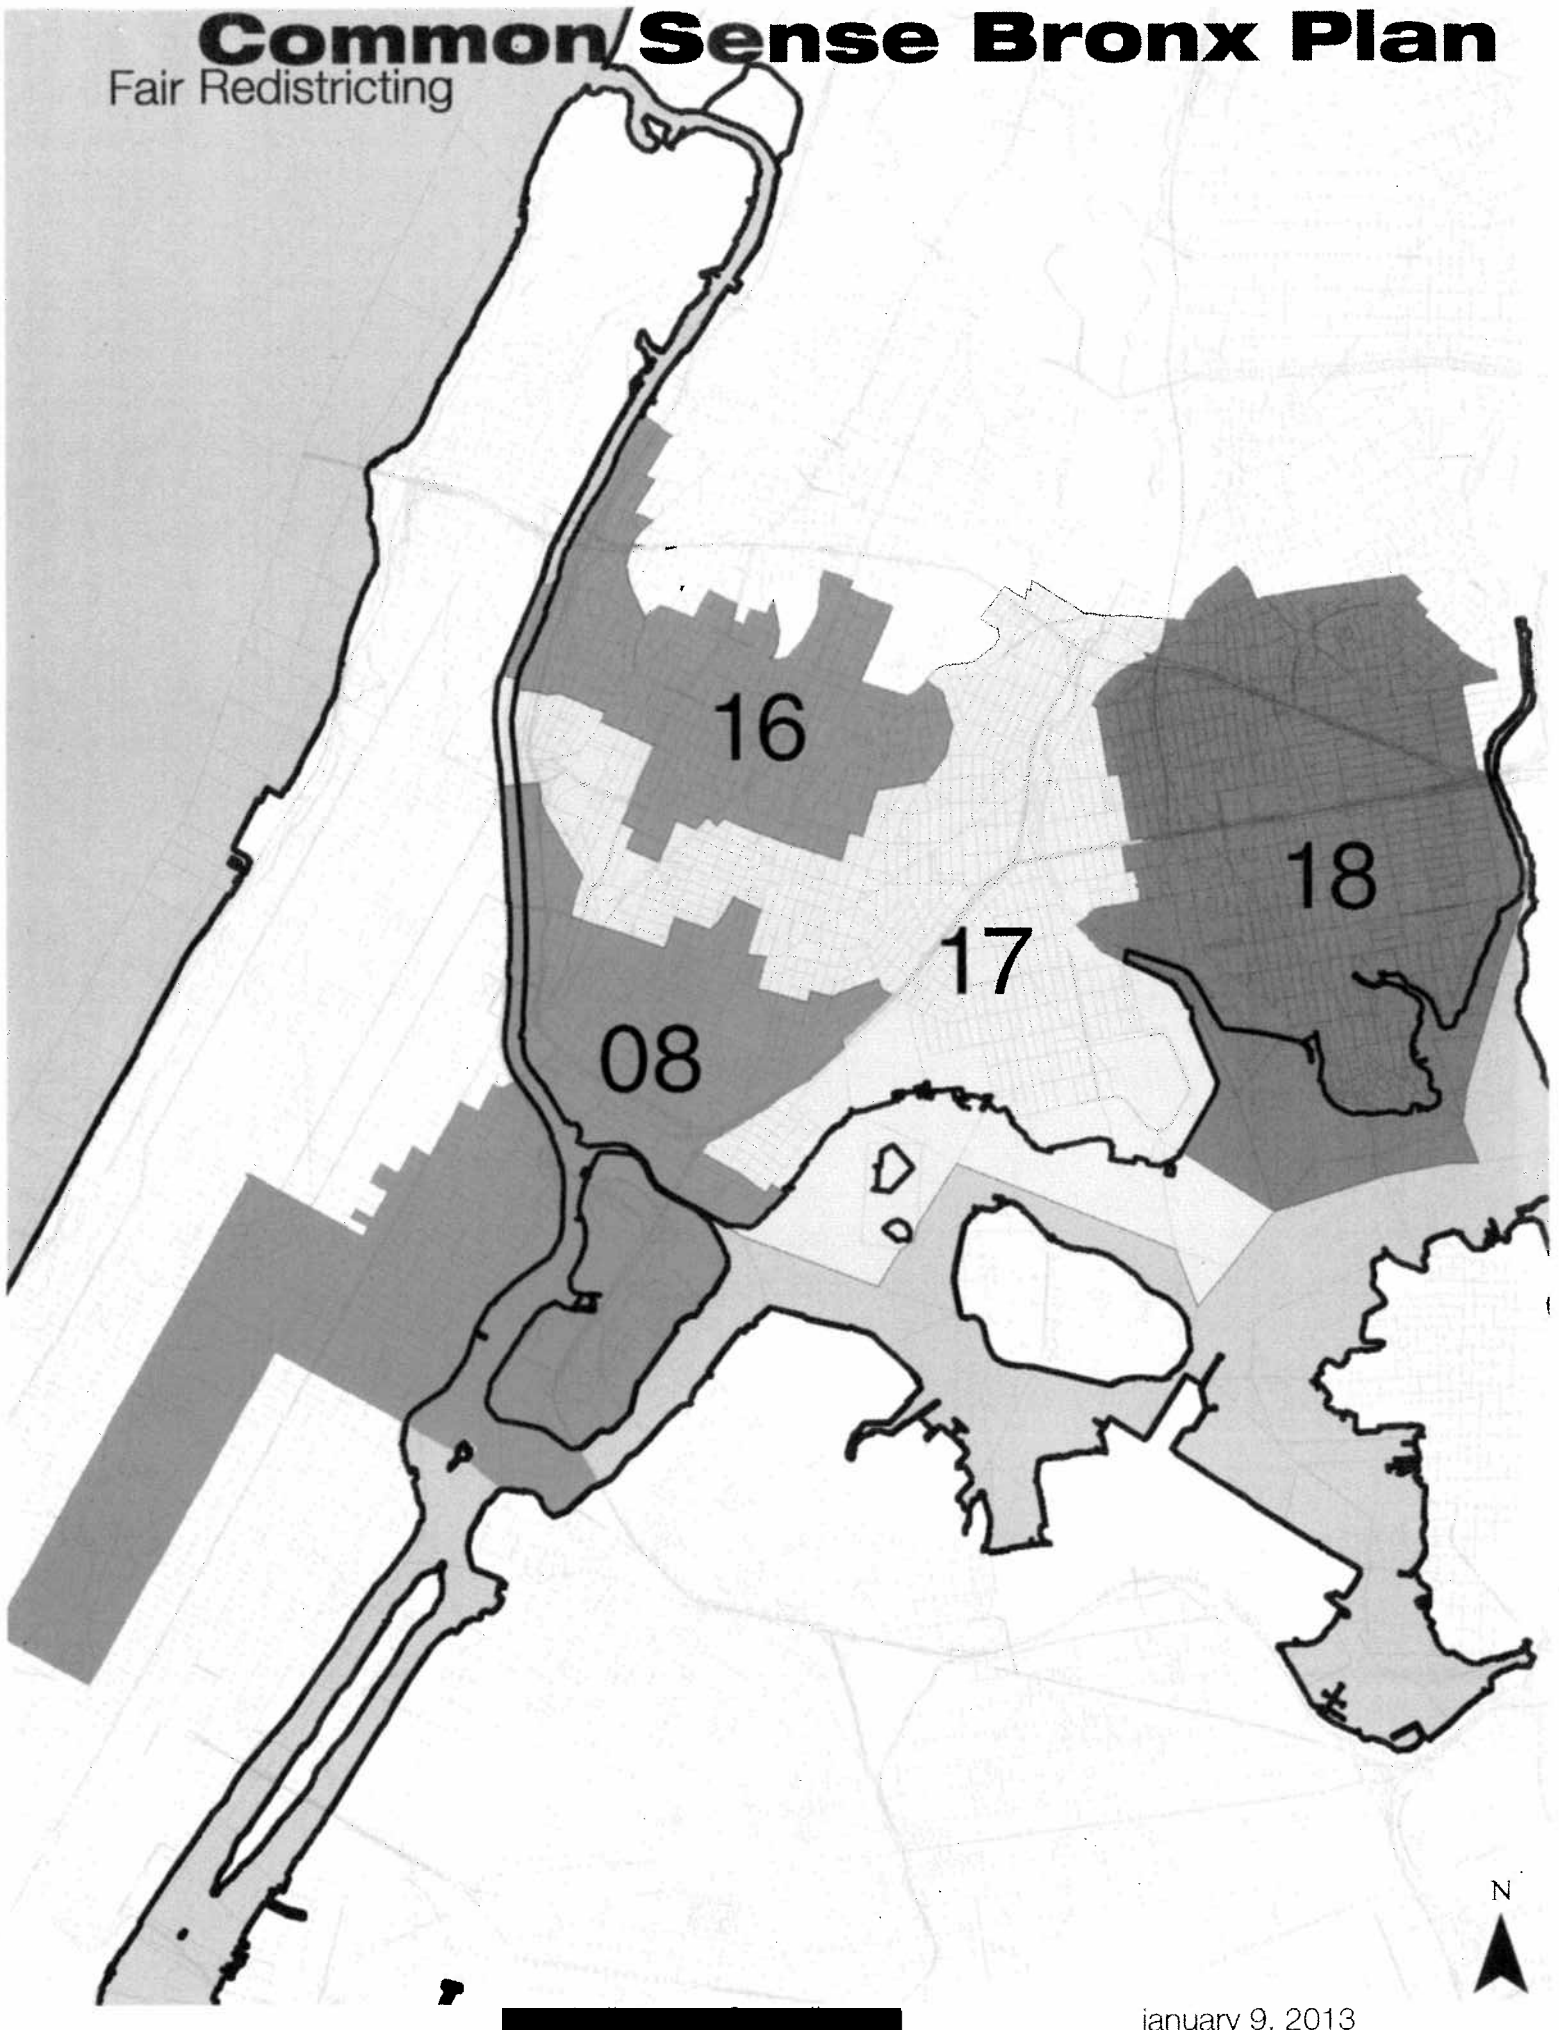 Common Sense Bronx Plan
Fair Redistricting
16
18
17
08
N
january 9, 2013